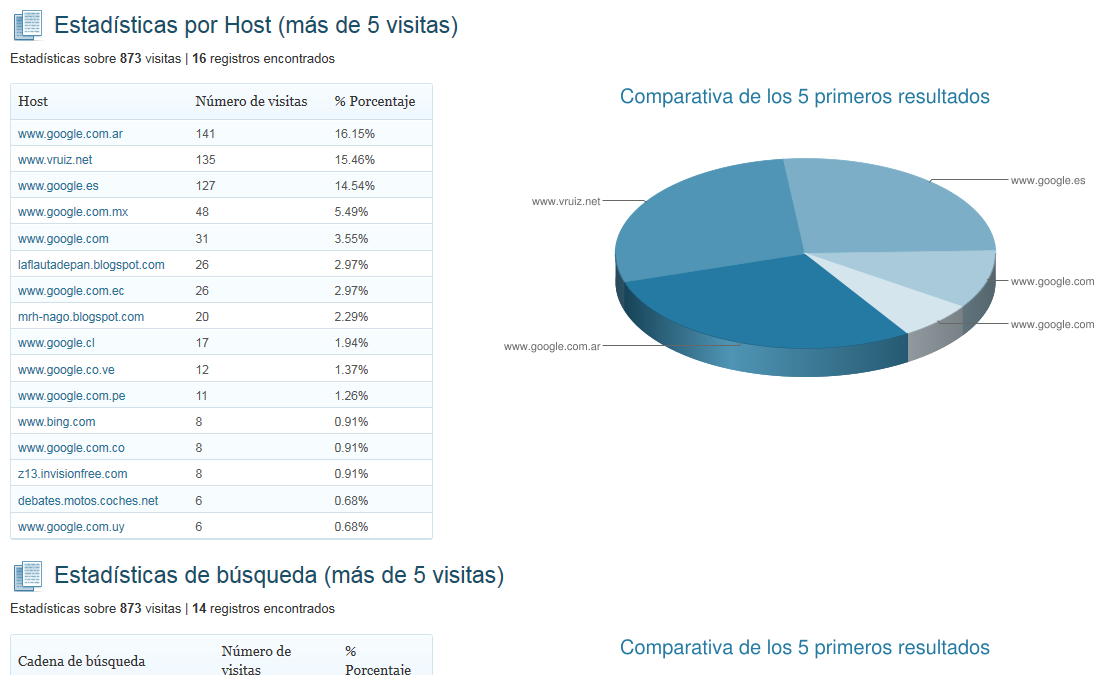 Estadísticas por Host (más de 5 visitas)
Estadísticas sobre 873 visitas | 16 registros encontrados
Host Número de visitas % Porcentaje
www.google.com.ar 141 16.15%
www.vruiz.net 135 15.46%
www.google.es 127 14.54%
www.google.com.mx 48 5.49%
www.google.com 31 3.55%
laflautadepan.blogspot.com 26 2.97%
www.google.com.ec 26 2.97%
mrh-nago.blogspot.com 20 2.29%
www.google.cl 17 1.94%
www.google.co.ve 12 1.37%
www.google.com.pe 11 1.26%
www.bing.com 8 0.91%
www.google.com.co 8 0.91%
z13.invisionfree.com 8 0.91%
debates.motos.coches.net 6 0.68%
www.google.com.uy 6 0.68%
Comparativa de los 5 primeros resultados
www.google.es
www.vruiz.net
www.google.com
www.google.com
www.google.com.ar
Estadísticas de búsqueda (más de 5 visitas)
Estadísticas sobre 873 visitas | 14 registros encontrados
Cadena de búsqueda Número de visitas % Porcentaje
Comparativa de los 5 primeros resultados